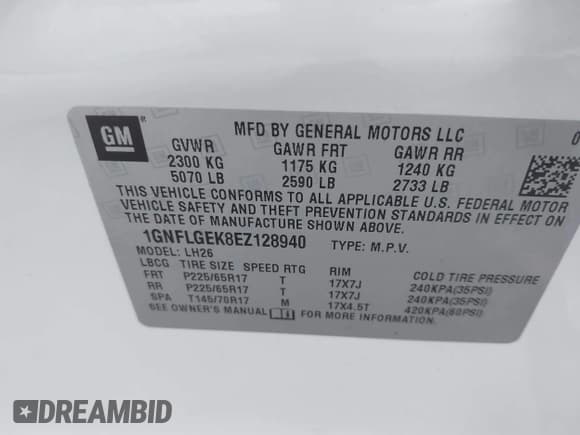 GM
MFD BY GENERAL MOTORS LLC
GVWR GAWR FRT GAWR RR
2300 KG 1175 KG 1240 KG
5070 LB 2590 LB 2733 LB
THIS VEHICLE CONFORMS TO ALL APPLICABLE U.S. FEDERAL MOTOR
VEHICLE SAFETY AND THEFT PREVENTION STANDARDS IN EFFECT ON
THE DATE OF MANUFACTURE SHOWN ABOVE.
1GNFLGEK8EZ128940 TYPE: M.P.V.
MODEL: LH26
LBCG TIRE SIZE SPEED RTG RIM COLD TIRE PRESSURE
FRT P225/65R17 T 17X7J 240KPA(35PSI)
RR P225/65R17 T 17X7J 240KPA(35PSI)
SPA T145/70R17 M 17X4.5T 420KPA(60PSI)
SEE OWNER'S MANUAL FOR MORE INFORMATION
DREAMBID